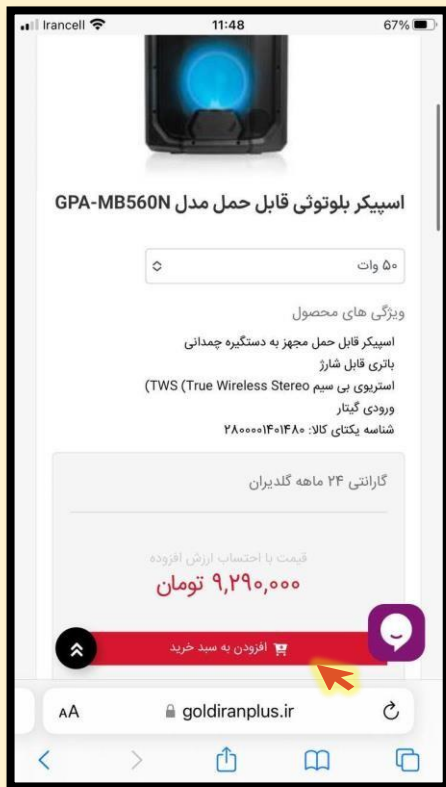 Irancell
11:48
67%
اسپیکر بلوتوثی قابل حمل مدل GPA-MB560N
۵۰ وات
ویژگی های محصول
اسپیکر قابل حمل مجهز به دستگیره چمدانی
باتری قابل شارژ
استریوی بی سیم TWS (True Wireless Stereo)
ورودی گیتار
شناسه یکتای کالا: ۲۸۰۰۰۰۱۴۰۱۴۸۰
گارانتی ۲۴ ماهه گلدیران
قیمت با احتساب ارزش افزوده
۹,۲۹۰,۰۰۰ تومان
افزودن به سبد خرید
AA
goldiranplus.ir